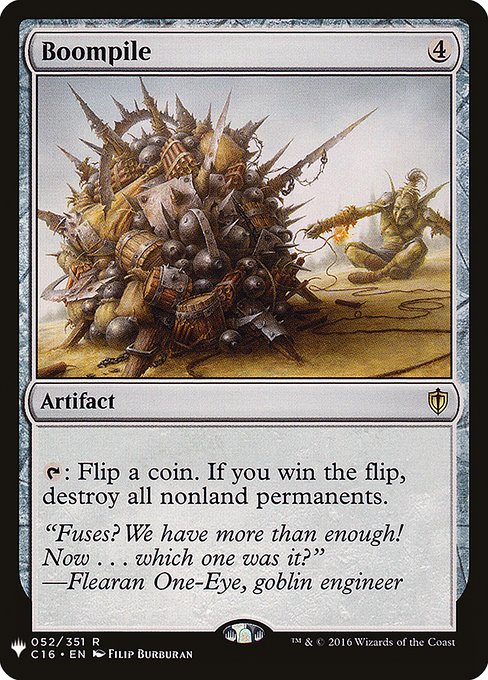 Boompile 4
Artifact
: Flip a coin. If you win the flip,
destroy all nonland permanents.
“Fuses? We have more than enough!
Now . . . which one was it?”
—Flearan One-Eye, goblin engineer
052/351 R
C16 • EN Filip Burburan
™ & © 2016 Wizards of the Coast